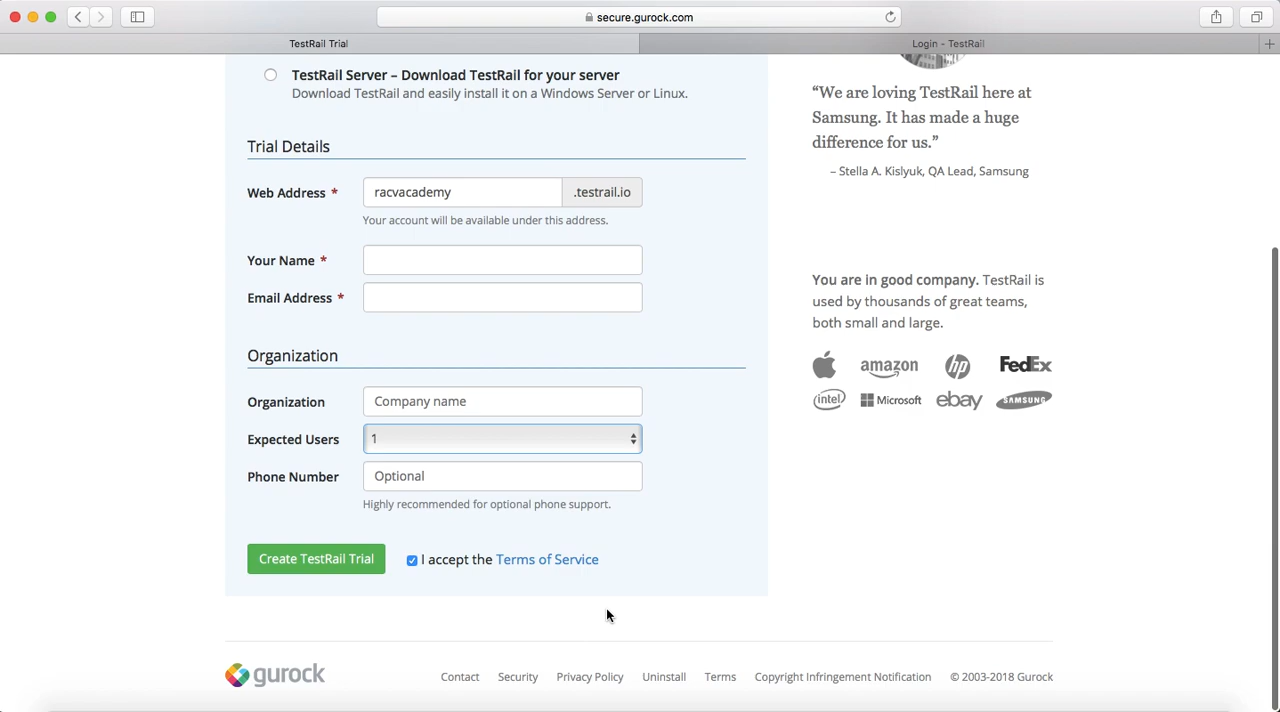 secure.gurock.com
TestRail Trial
Login - TestRail
TestRail Server – Download TestRail for your server
Download TestRail and easily install it on a Windows Server or Linux.
Trial Details
Web Address * racvacademy .testrail.io
Your account will be available under this address.
Your Name *
Email Address *
Organization
Organization Company name
Expected Users 1
Phone Number Optional
Highly recommended for optional phone support.
Create TestRail Trial I accept the Terms of Service
“We are loving TestRail here at
Samsung. It has made a huge
difference for us.”
– Stella A. Kislyuk, QA Lead, Samsung
You are in good company. TestRail is
used by thousands of great teams,
both small and large.
amazon hp FedEx
intel Microsoft ebay SAMSUNG
gurock Contact Security Privacy Policy Uninstall Terms Copyright Infringement Notification © 2003-2018 Gurock